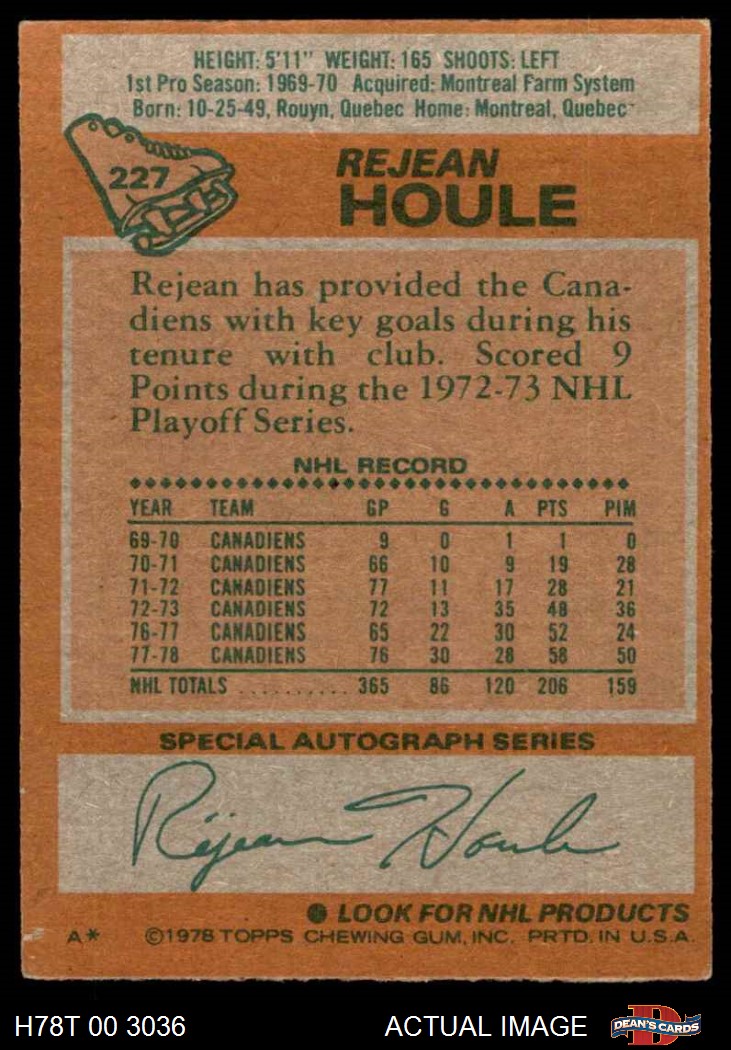 HEIGHT: 5'11" WEIGHT: 165 SHOOTS: LEFT
1st Pro Season: 1969-70 Acquired: Montreal Farm System
Born: 10-25-49, Rouyn, Quebec Home: Montreal, Quebec
227
REJEAN
HOULE
Rejean has provided the Cana-
diens with key goals during his
tenure with club. Scored 9
Points during the 1972-73 NHL
Playoff Series.
NHL RECORD
YEAR TEAM GP G A PTS PIM
69-70 CANADIENS 9 0 1 1 0
70-71 CANADIENS 66 10 9 19 28
71-72 CANADIENS 77 11 17 28 21
72-73 CANADIENS 72 13 35 48 36
76-77 CANADIENS 65 22 30 52 24
77-78 CANADIENS 76 30 28 58 50
NHL TOTALS .......... 365 86 120 206 159
SPECIAL AUTOGRAPH SERIES
Réjean Houle
LOOK FOR NHL PRODUCTS
A* ©1978 TOPPS CHEWING GUM, INC. PRTD. IN U.S.A.
H78T 00 3036 ACTUAL IMAGE D DEAN'S CARDS